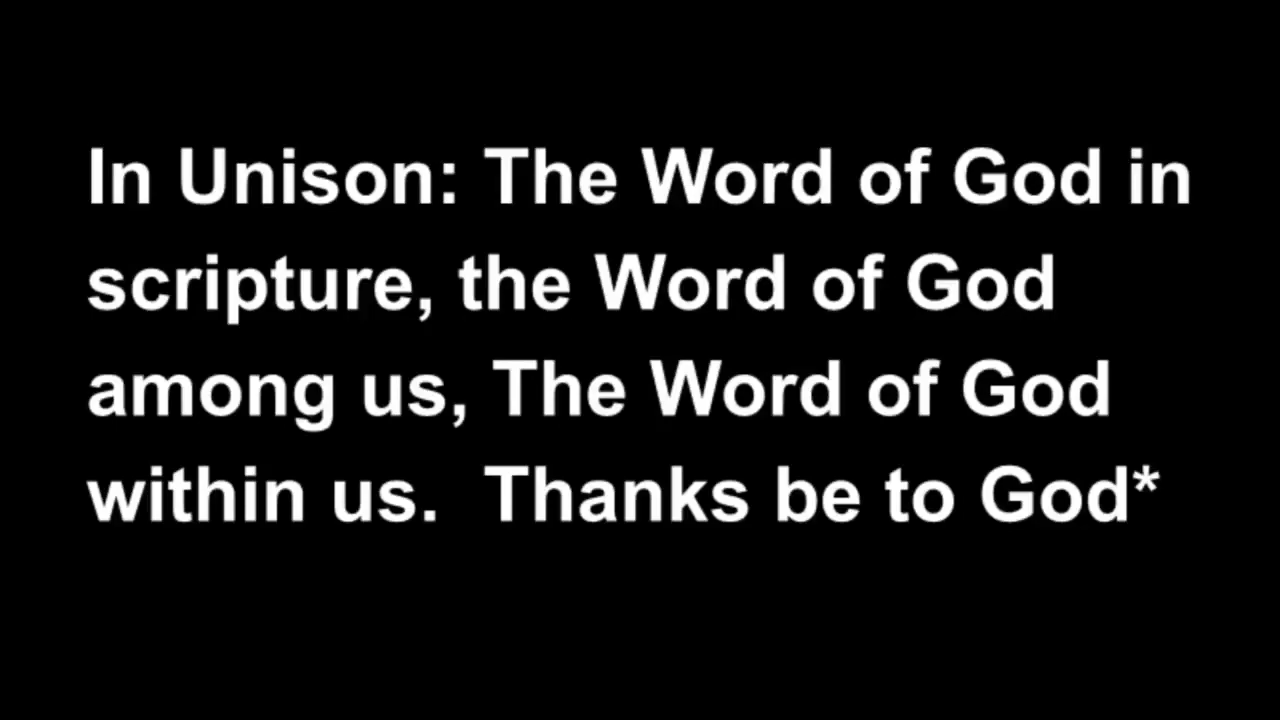 In Unison: The Word of God in
scripture, the Word of God
among us, The Word of God
within us.  Thanks be to God*